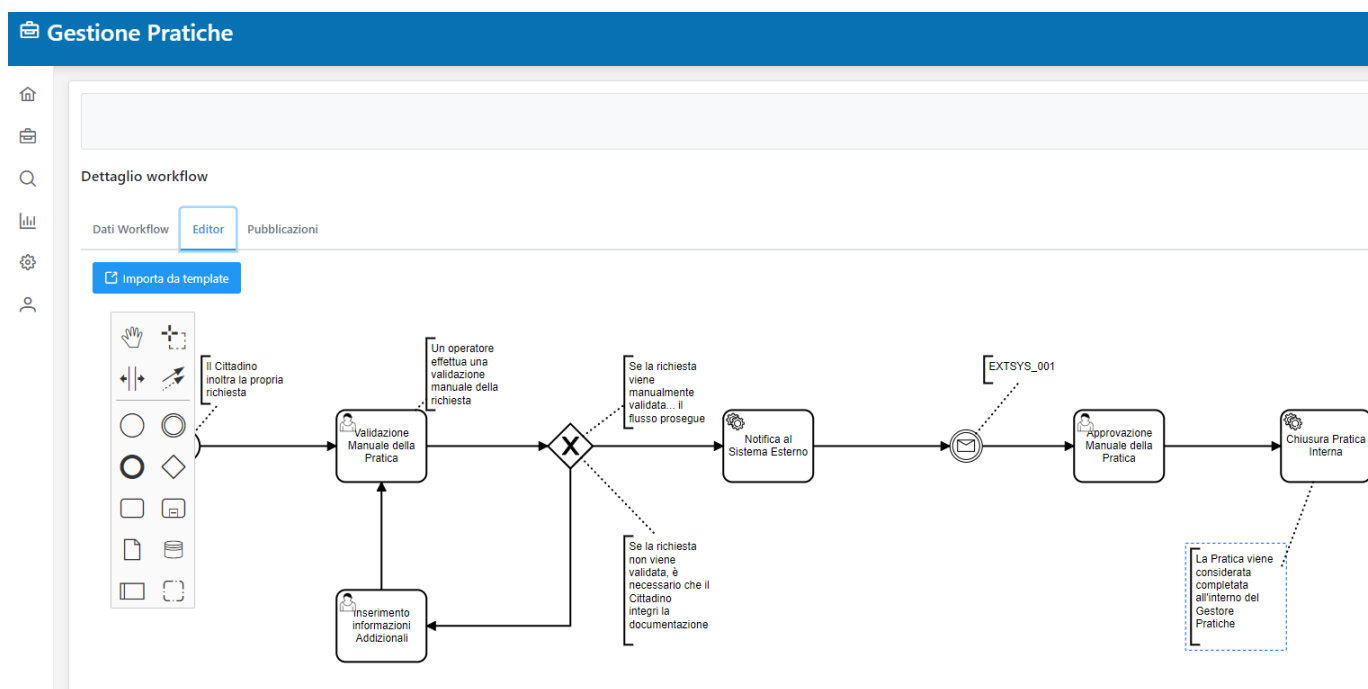 Gestione Pratiche
Dettaglio workflow
Dati Workflow
Editor
Pubblicazioni
Importa da template
Il Cittadino
inoltra la propria
richiesta
Un operatore
effettua una
validazione
manuale della
richiesta
Se la richiesta
viene
manualmente
validata... il
flusso prosegue
EXTSYS_001
Validazione
Manuale della
Pratica
X
Notifica al
Sistema Esterno
Approvazione
Manuale della
Pratica
Chiusura Pratica
Interna
Se la richiesta
non viene
validata, è
necessario che il
Cittadino
integri la
documentazione
La Pratica viene
considerata
completata
all'interno del
Gestore
Pratiche
Inserimento
informazioni
Addizionali